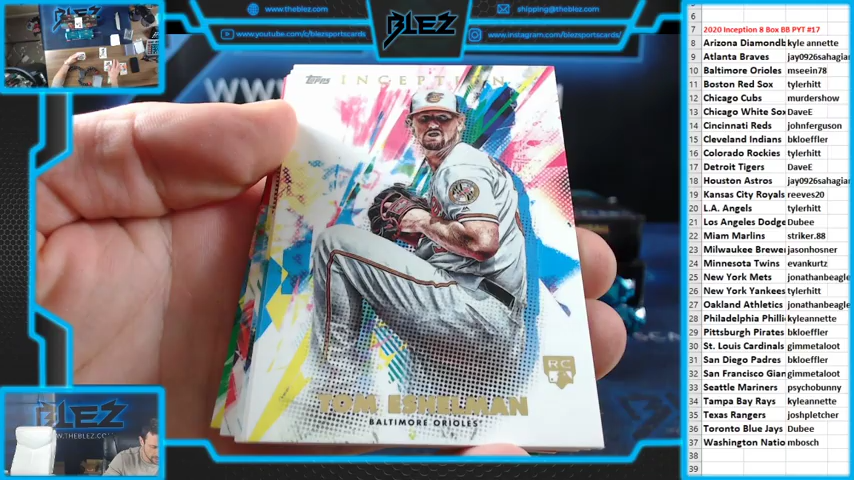 www.theblez.com
shipping@theblez.com
BLEZ
www.youtube.com/c/blezsportscards
www.instagram.com/blezsportscards/
Topps INCEPTION
RC
TOM ESHELMAN
BALTIMORE ORIOLES
BLEZ
WWW.THEBLEZ.COM
6
7 2020 Inception 8 Box BB PYT #17
8 Arizona Diamondb kyle annette
9 Atlanta Braves jay0926sahagian
10 Baltimore Orioles mseein78
11 Boston Red Sox tylerhitt
12 Chicago Cubs murdershow
13 Chicago White Sox DaveE
14 Cincinnati Reds johnferguson
15 Cleveland Indians bkloeffler
16 Colorado Rockies tylerhitt
17 Detroit Tigers DaveE
18 Houston Astros jay0926sahagian
19 Kansas City Royals reeves20
20 L.A. Angels tylerhitt
21 Los Angeles Dodge Dubee
22 Miami Marlins striker.88
23 Milwaukee Brewe jasonhosner
24 Minnesota Twins evankurtz
25 New York Mets jonathanbeagle
26 New York Yankees tylerhitt
27 Oakland Athletics jonathanbeagle
28 Philadelphia Philli kyleannette
29 Pittsburgh Pirates bkloeffler
30 St. Louis Cardinals gimmetaloot
31 San Diego Padres bkloeffler
32 San Francisco Gian gimmetaloot
33 Seattle Mariners psychobunny
34 Tampa Bay Rays kyleannette
35 Texas Rangers joshpletcher
36 Toronto Blue Jays Dubee
37 Washington Natio mbosch
38
39